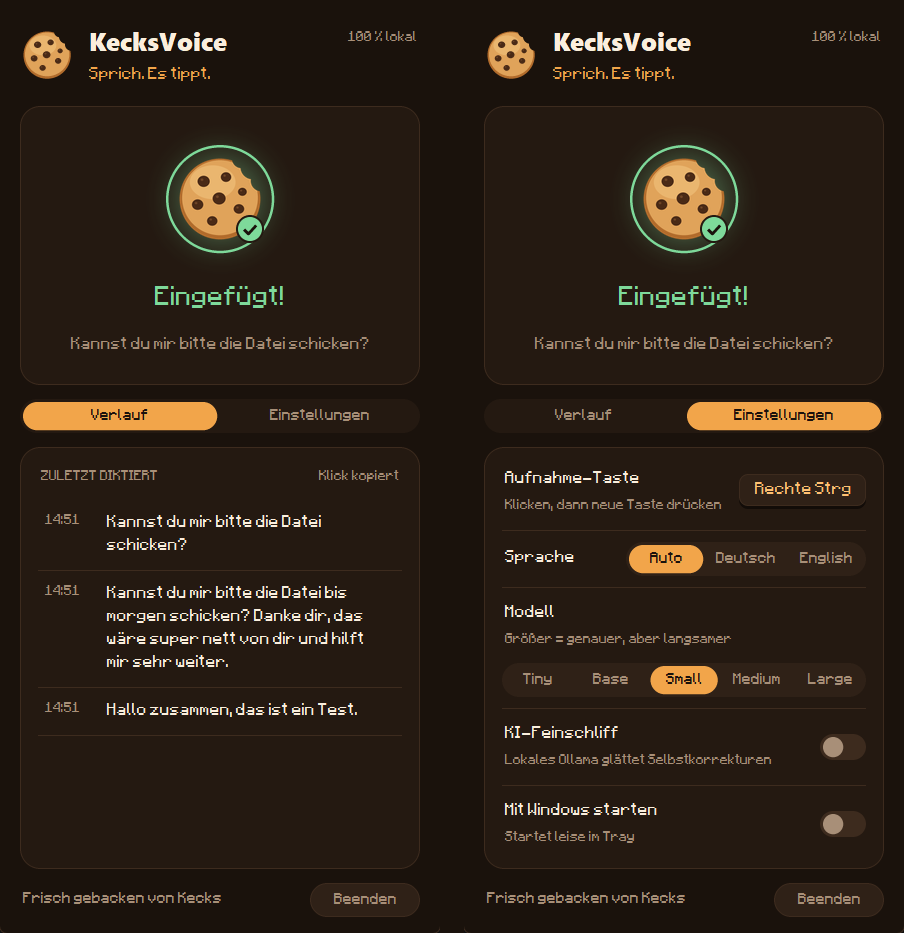 KecksVoice
100 % lokal
Sprich. Es tippt.
Eingefügt!
Kannst du mir bitte die Datei schicken?
Verlauf
Einstellungen
ZULETZT DIKTIERT
Klick kopiert
14:51
Kannst du mir bitte die Datei
schicken?
14:51
Kannst du mir bitte die Datei bis
morgen schicken? Danke dir, das
wäre super nett von dir und hilft
mir sehr weiter.
14:51
Hallo zusammen, das ist ein Test.
Frisch gebacken von Kecks
Beenden
KecksVoice
100 % lokal
Sprich. Es tippt.
Eingefügt!
Kannst du mir bitte die Datei schicken?
Verlauf
Einstellungen
Aufnahme-Taste
Klicken, dann neue Taste drücken
Rechte Strg
Sprache
Auto
Deutsch
English
Modell
Größer = genauer, aber langsamer
Tiny
Base
Small
Medium
Large
KI-Feinschliff
Lokales Ollama glättet Selbstkorrekturen
Mit Windows starten
Startet leise im Tray
Frisch gebacken von Kecks
Beenden